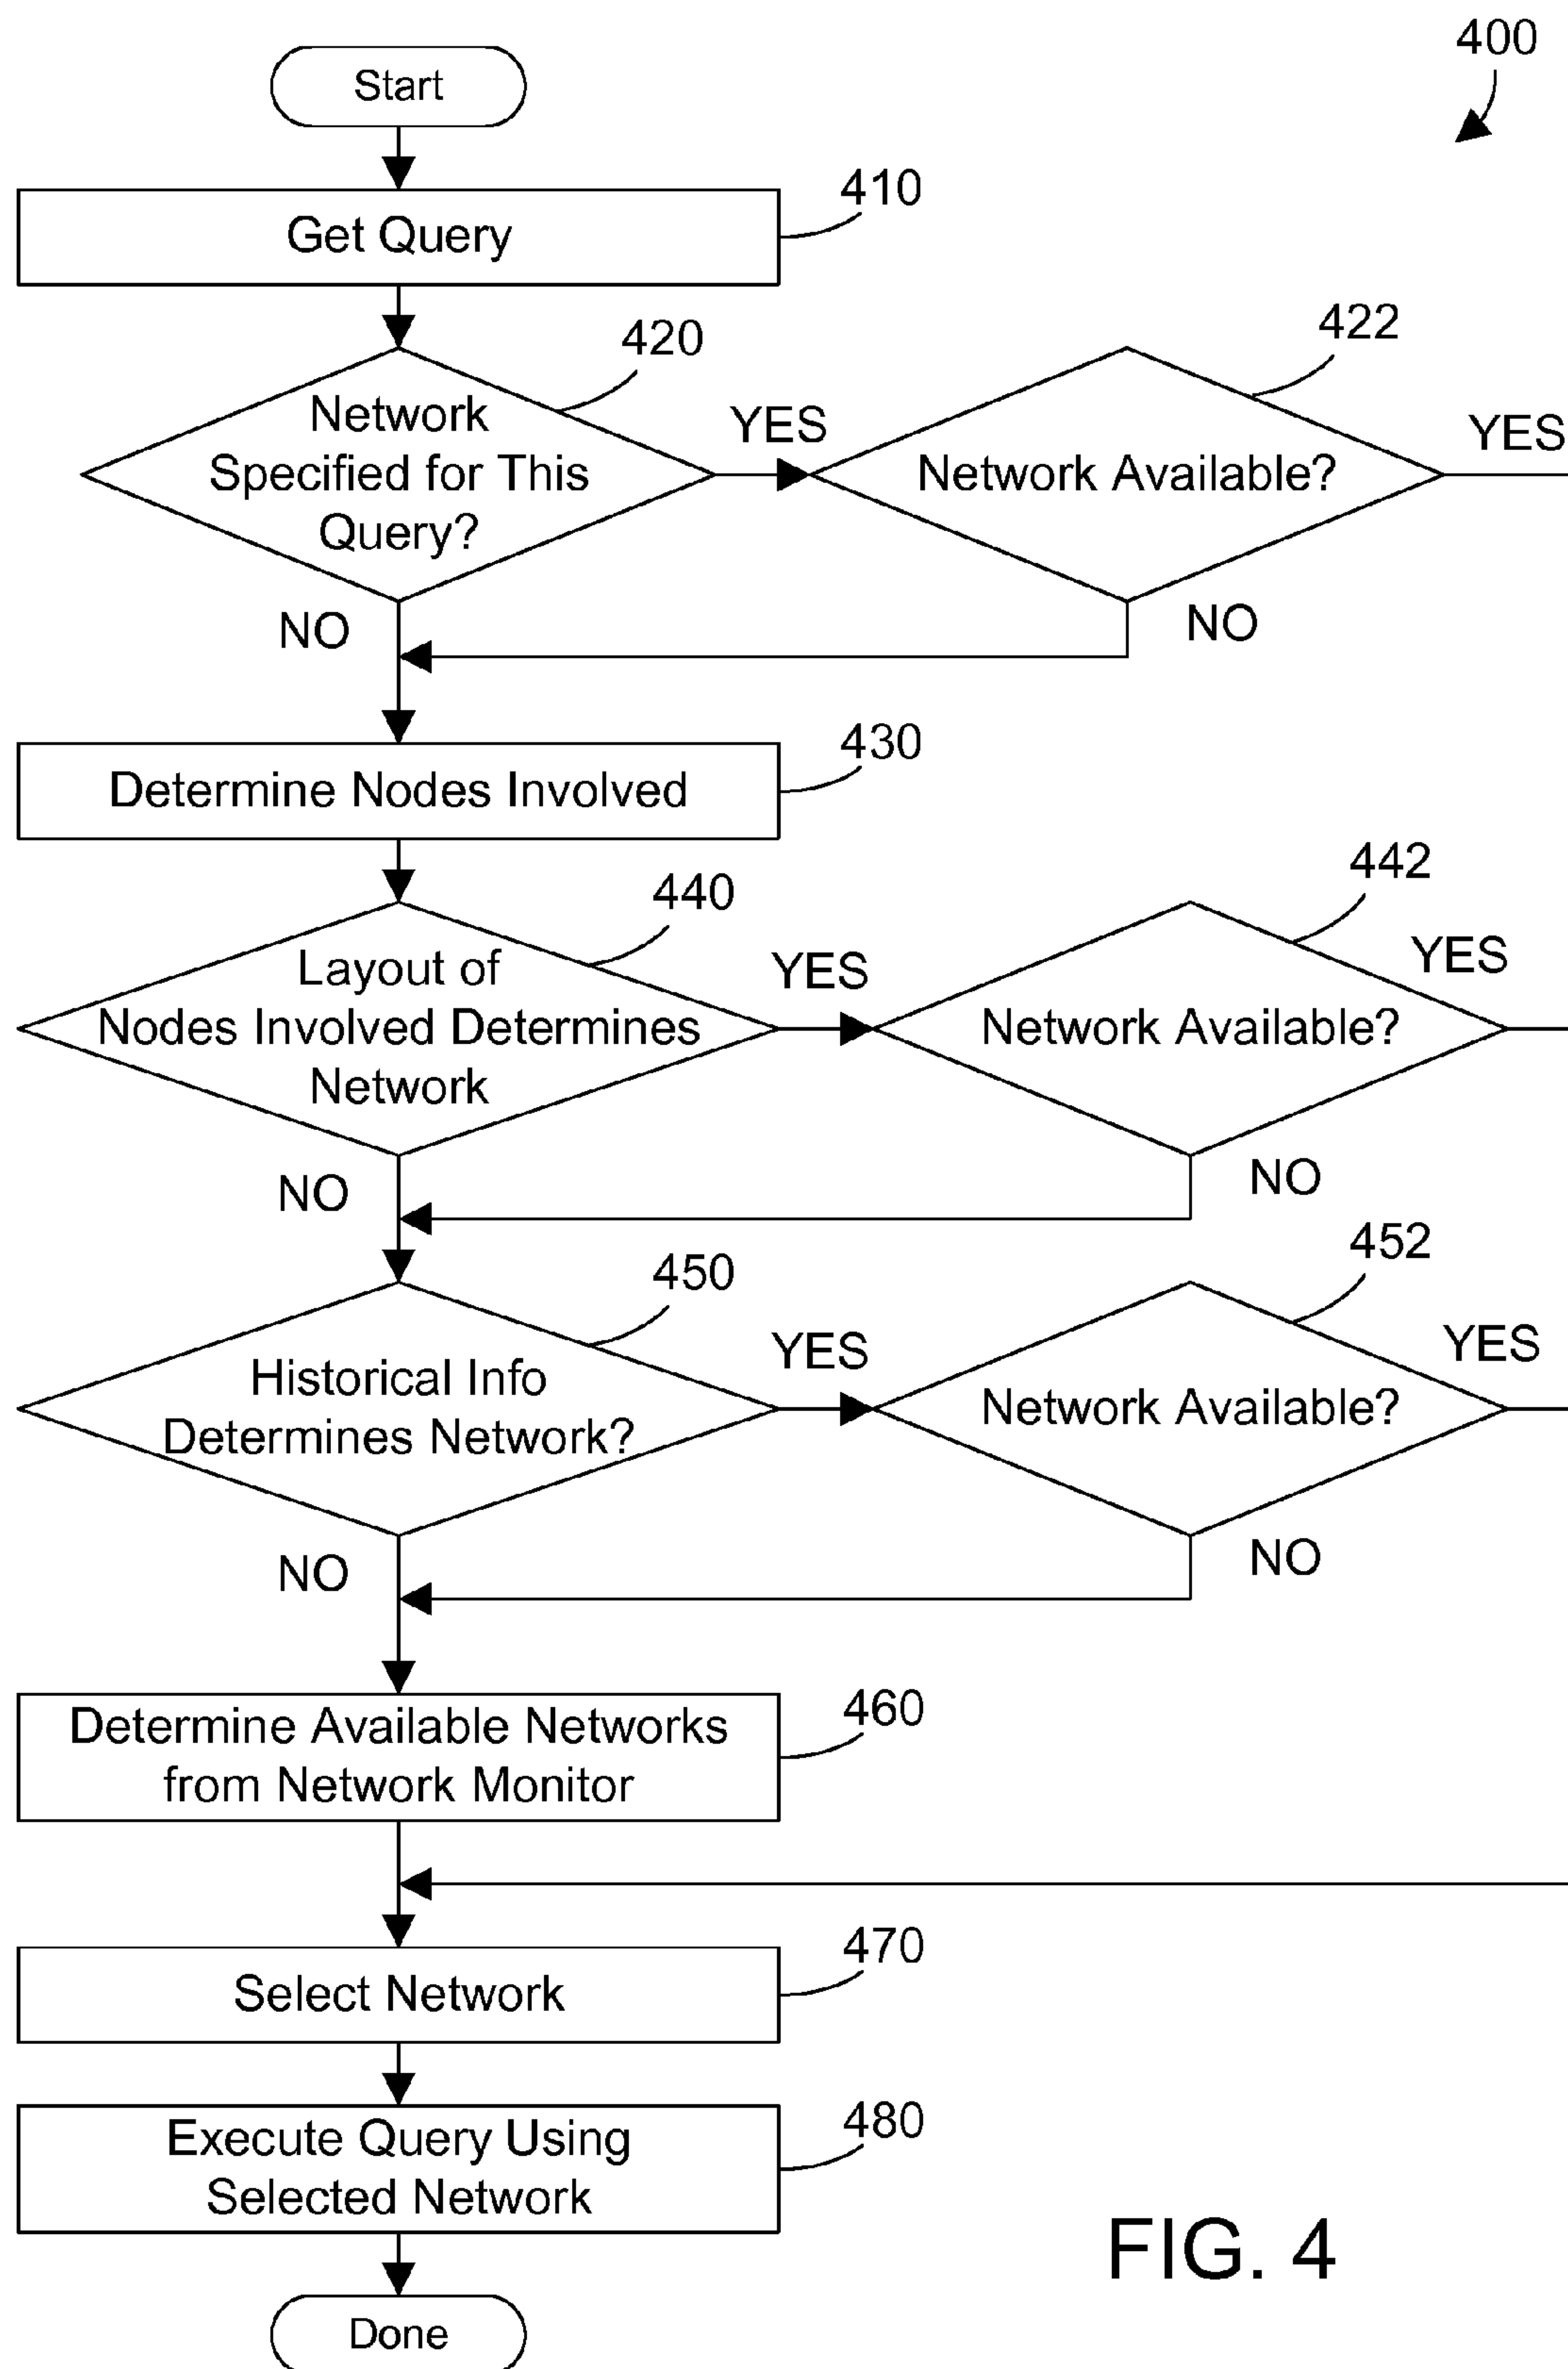 400
Start
410
Get Query
420
422
Network
Specified for This
Query?
YES
Network Available?
YES
NO
NO
430
Determine Nodes Involved
440
442
Layout of
Nodes Involved Determines
Network
YES
Network Available?
YES
NO
NO
450
452
Historical Info
Determines Network?
YES
Network Available?
YES
NO
NO
460
Determine Available Networks
from Network Monitor
470
Select Network
480
Execute Query Using
Selected Network
Done
FIG. 4